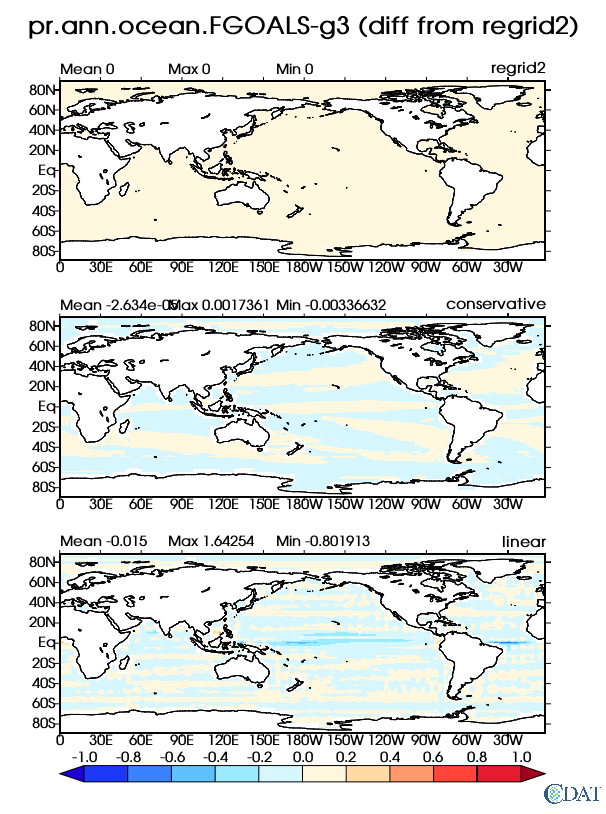 pr.ann.ocean.FGOALS-g3 (diff from regrid2)
Mean 0 Max 0 Min 0 regrid2
80N
60N
40N
20N
Eq
20S
40S
60S
80S
0 30E 60E 90E 120E 150E 180W 150W 120W 90W 60W 30W
Mean -2.634e-05 Max 0.0017361 Min -0.00336632 conservative
80N
60N
40N
20N
Eq
20S
40S
60S
80S
0 30E 60E 90E 120E 150E 180W 150W 120W 90W 60W 30W
Mean -0.015 Max 1.64254 Min -0.801913 linear
80N
60N
40N
20N
Eq
20S
40S
60S
80S
0 30E 60E 90E 120E 150E 180W 150W 120W 90W 60W 30W
-1.0 -0.8 -0.6 -0.4 -0.2 0.0 0.2 0.4 0.6 0.8 1.0
CDAT